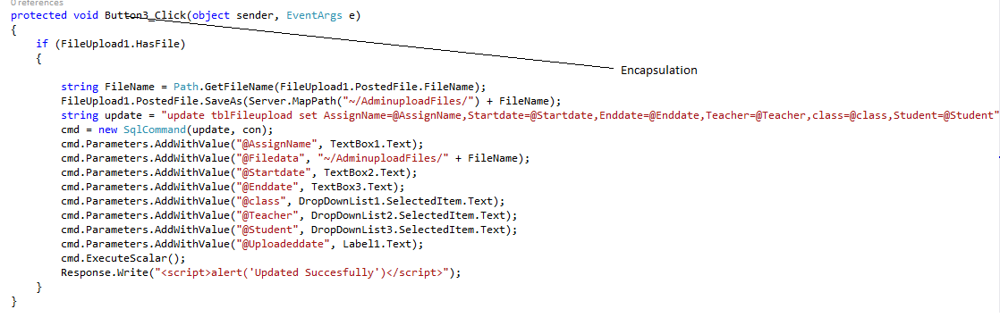 0 references
protected void Button3_Click(object sender, EventArgs e)
{
if (FileUpload1.HasFile)
{
Encapsulation
string FileName = Path.GetFileName(FileUpload1.PostedFile.FileName);
FileUpload1.PostedFile.SaveAs(Server.MapPath("~/AdminuploadFiles/") + FileName);
string update = "update tblFileupload set AssignName=@AssignName,Startdate=@Startdate,Enddate=@Enddate,Teacher=@Teacher,class=@class,Student=@Student"
cmd = new SqlCommand(update, con);
cmd.Parameters.AddWithValue("@AssignName", TextBox1.Text);
cmd.Parameters.AddWithValue("@Filedata", "~/AdminuploadFiles/" + FileName);
cmd.Parameters.AddWithValue("@Startdate", TextBox2.Text);
cmd.Parameters.AddWithValue("@Enddate", TextBox3.Text);
cmd.Parameters.AddWithValue("@class", DropDownList1.SelectedItem.Text);
cmd.Parameters.AddWithValue("@Teacher", DropDownList2.SelectedItem.Text);
cmd.Parameters.AddWithValue("@Student", DropDownList3.SelectedItem.Text);
cmd.Parameters.AddWithValue("@Uploadeddate", Label1.Text);
cmd.ExecuteScalar();
Response.Write("<script>alert('Updated Succesfully')</script>");
}
}